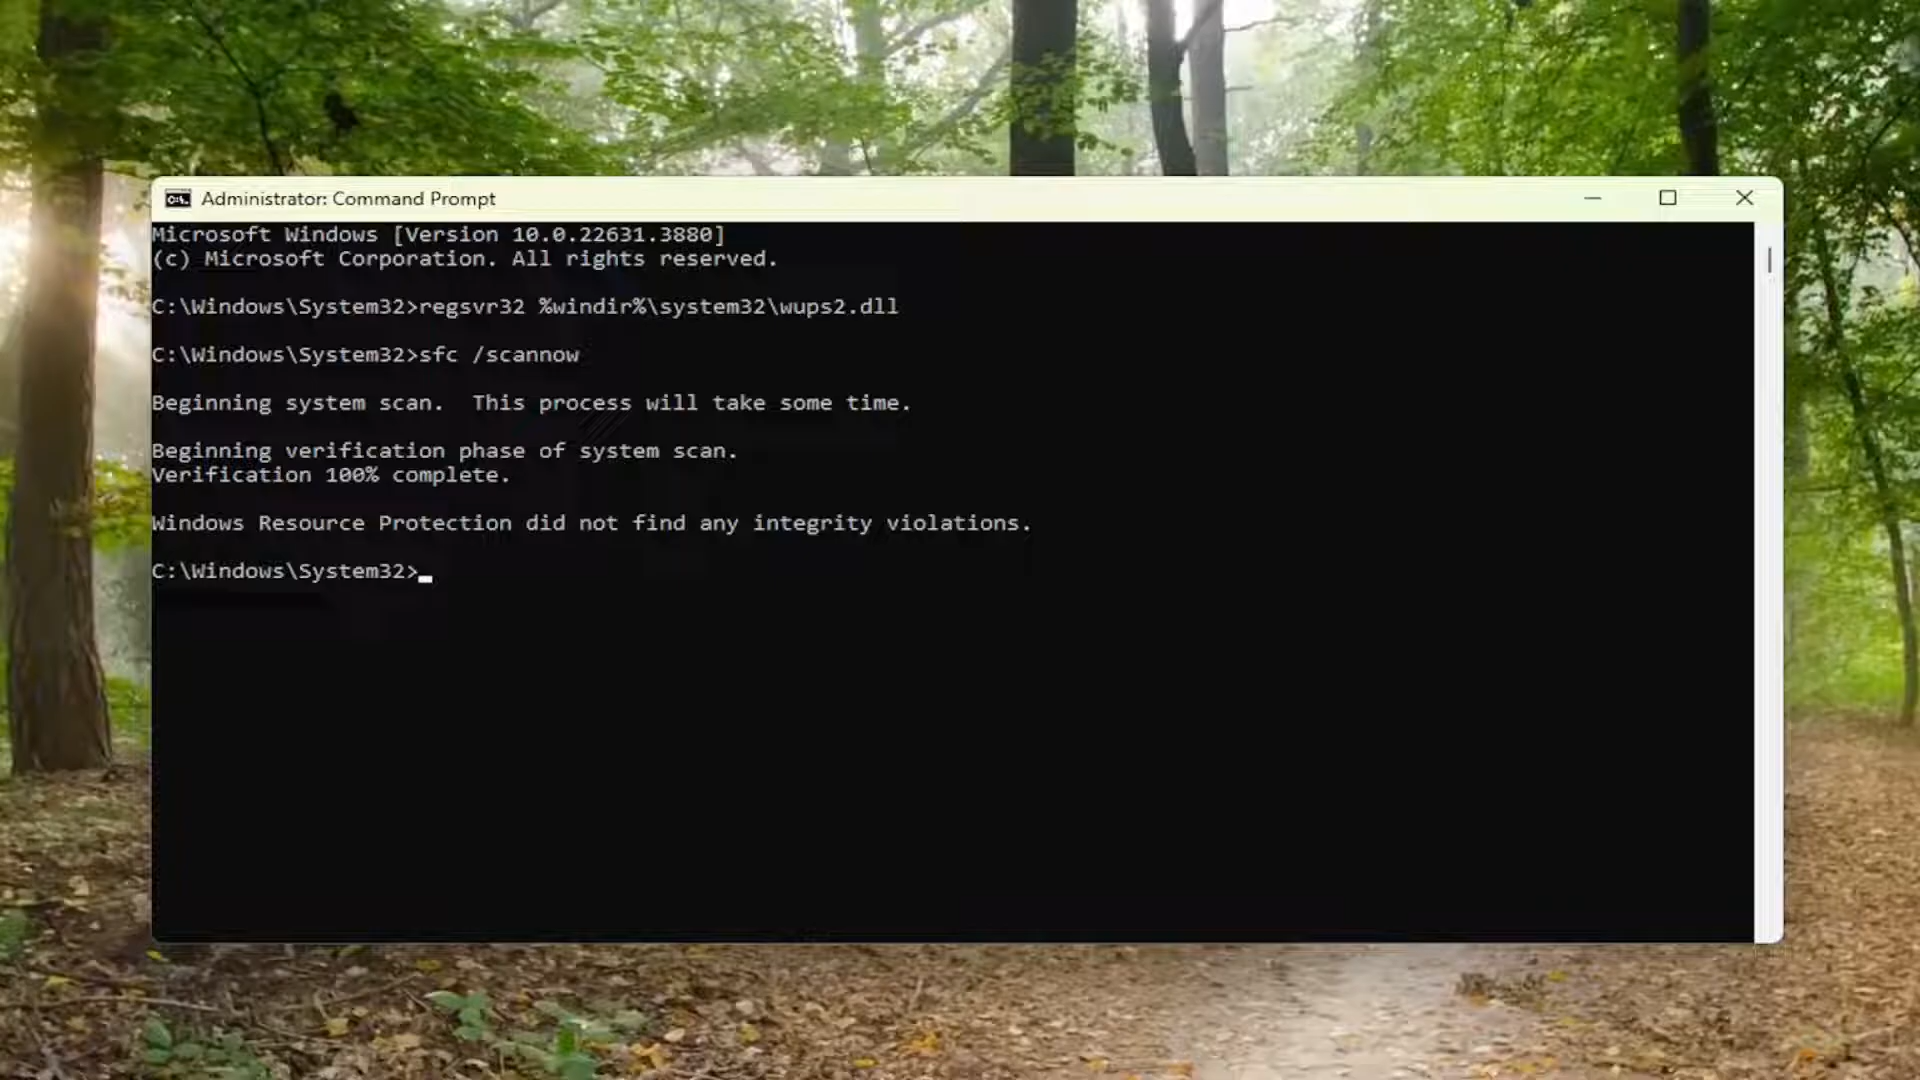 Administrator: Command Prompt
Microsoft Windows [Version 10.0.22631.3880]
(c) Microsoft Corporation. All rights reserved.
C:\Windows\System32>regsvr32 %windir%\system32\wups2.dll
C:\Windows\System32>sfc /scannow
Beginning system scan.  This process will take some time.
Beginning verification phase of system scan.
Verification 100% complete.
Windows Resource Protection did not find any integrity violations.
C:\Windows\System32>